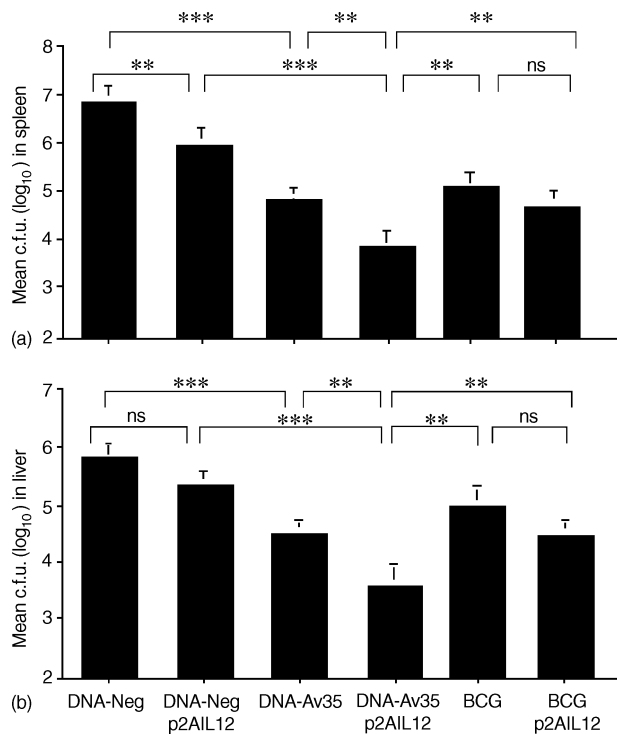 *** ** **
8
7
6
5
4
3
2
** *** ** ns
Mean c.f.u. (log10) in spleen
(a)
*** ** **
7
6
5
4
3
2
ns *** ** ns
Mean c.f.u. (log10) in liver
(b)
DNA-Neg DNA-Neg DNA-Av35 DNA-Av35 BCG BCG
p2AIL12 p2AIL12 p2AIL12